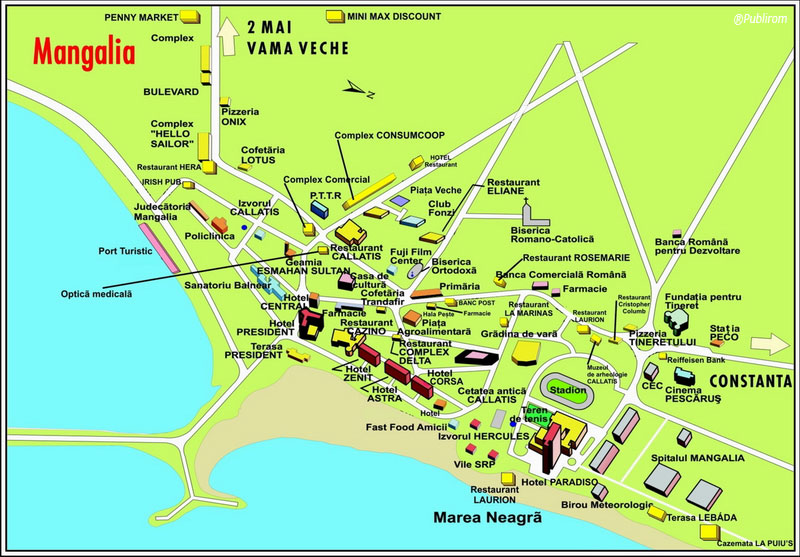 PENNY MARKET
MINI MAX DISCOUNT
@Publirom
Mangalia
2 MAI
VAMA VECHE
Complex
BULEVARD
N
Pizzeria
ONIX
Complex
"HELLO
SAILOR"
Complex CONSUMCOOP
Cofetăria
LOTUS
Restaurant HERA
HOTEL
Restaurant
IRISH PUB
Complex Comercial
P.T.T.R
Piața Veche
Restaurant
ELIANE
Judecătoria
Mangalia
Izvorul
CALLATIS
Club
Fonzi
Policlinica
Biserica
Romano-Catolică
Banca Română
pentru Dezvoltare
Port Turistic
Restaurant
CALLATIS
Fuji Film
Center
Biserica
Ortodoxă
Restaurant ROSEMARIE
Geamia
ESMAHAN SULTAN
Optică medicală
Sanatoriu Balnear
Casa de
cultură
Banca Comercială Română
Primăria
Farmacie
Cofetăria
Trandafir
Hotel
CENTRAL
BANC POST
Farmacie
Hala Pește
Restaurant
LA MARINAS
Restaurant
Cristopher
Columb
Fundația pentru
Tineret
Farmacie
Hotel
PRESIDENT
Restaurant
CAZINO
Piața
Agroalimentară
Grădina de vară
Restaurant
LAURION
Pizzeria
TINERETULUI
Stația
PECO
Terasa
PRESIDENT
Restaurant
COMPLEX
DELTA
Reiffeisen Bank
Hotel
ZENIT
Hotel
CORSA
Muzeul
de arheologie
CALLATIS
CONSTANTA
Hotel
ASTRA
Cetatea antică
CALLATIS
Stadion
CEC
Cinema
PESCĂRUȘ
Hotel
Teren
de tenis
Fast Food Amicii
Izvorul HERCULES
Vile SRP
Spitalul MANGALIA
Hotel PARADISO
Restaurant
LAURION
Birou Meteorologic
Marea Neagră
Terasa LEBĂDA
Cazemata LA PUIU'S